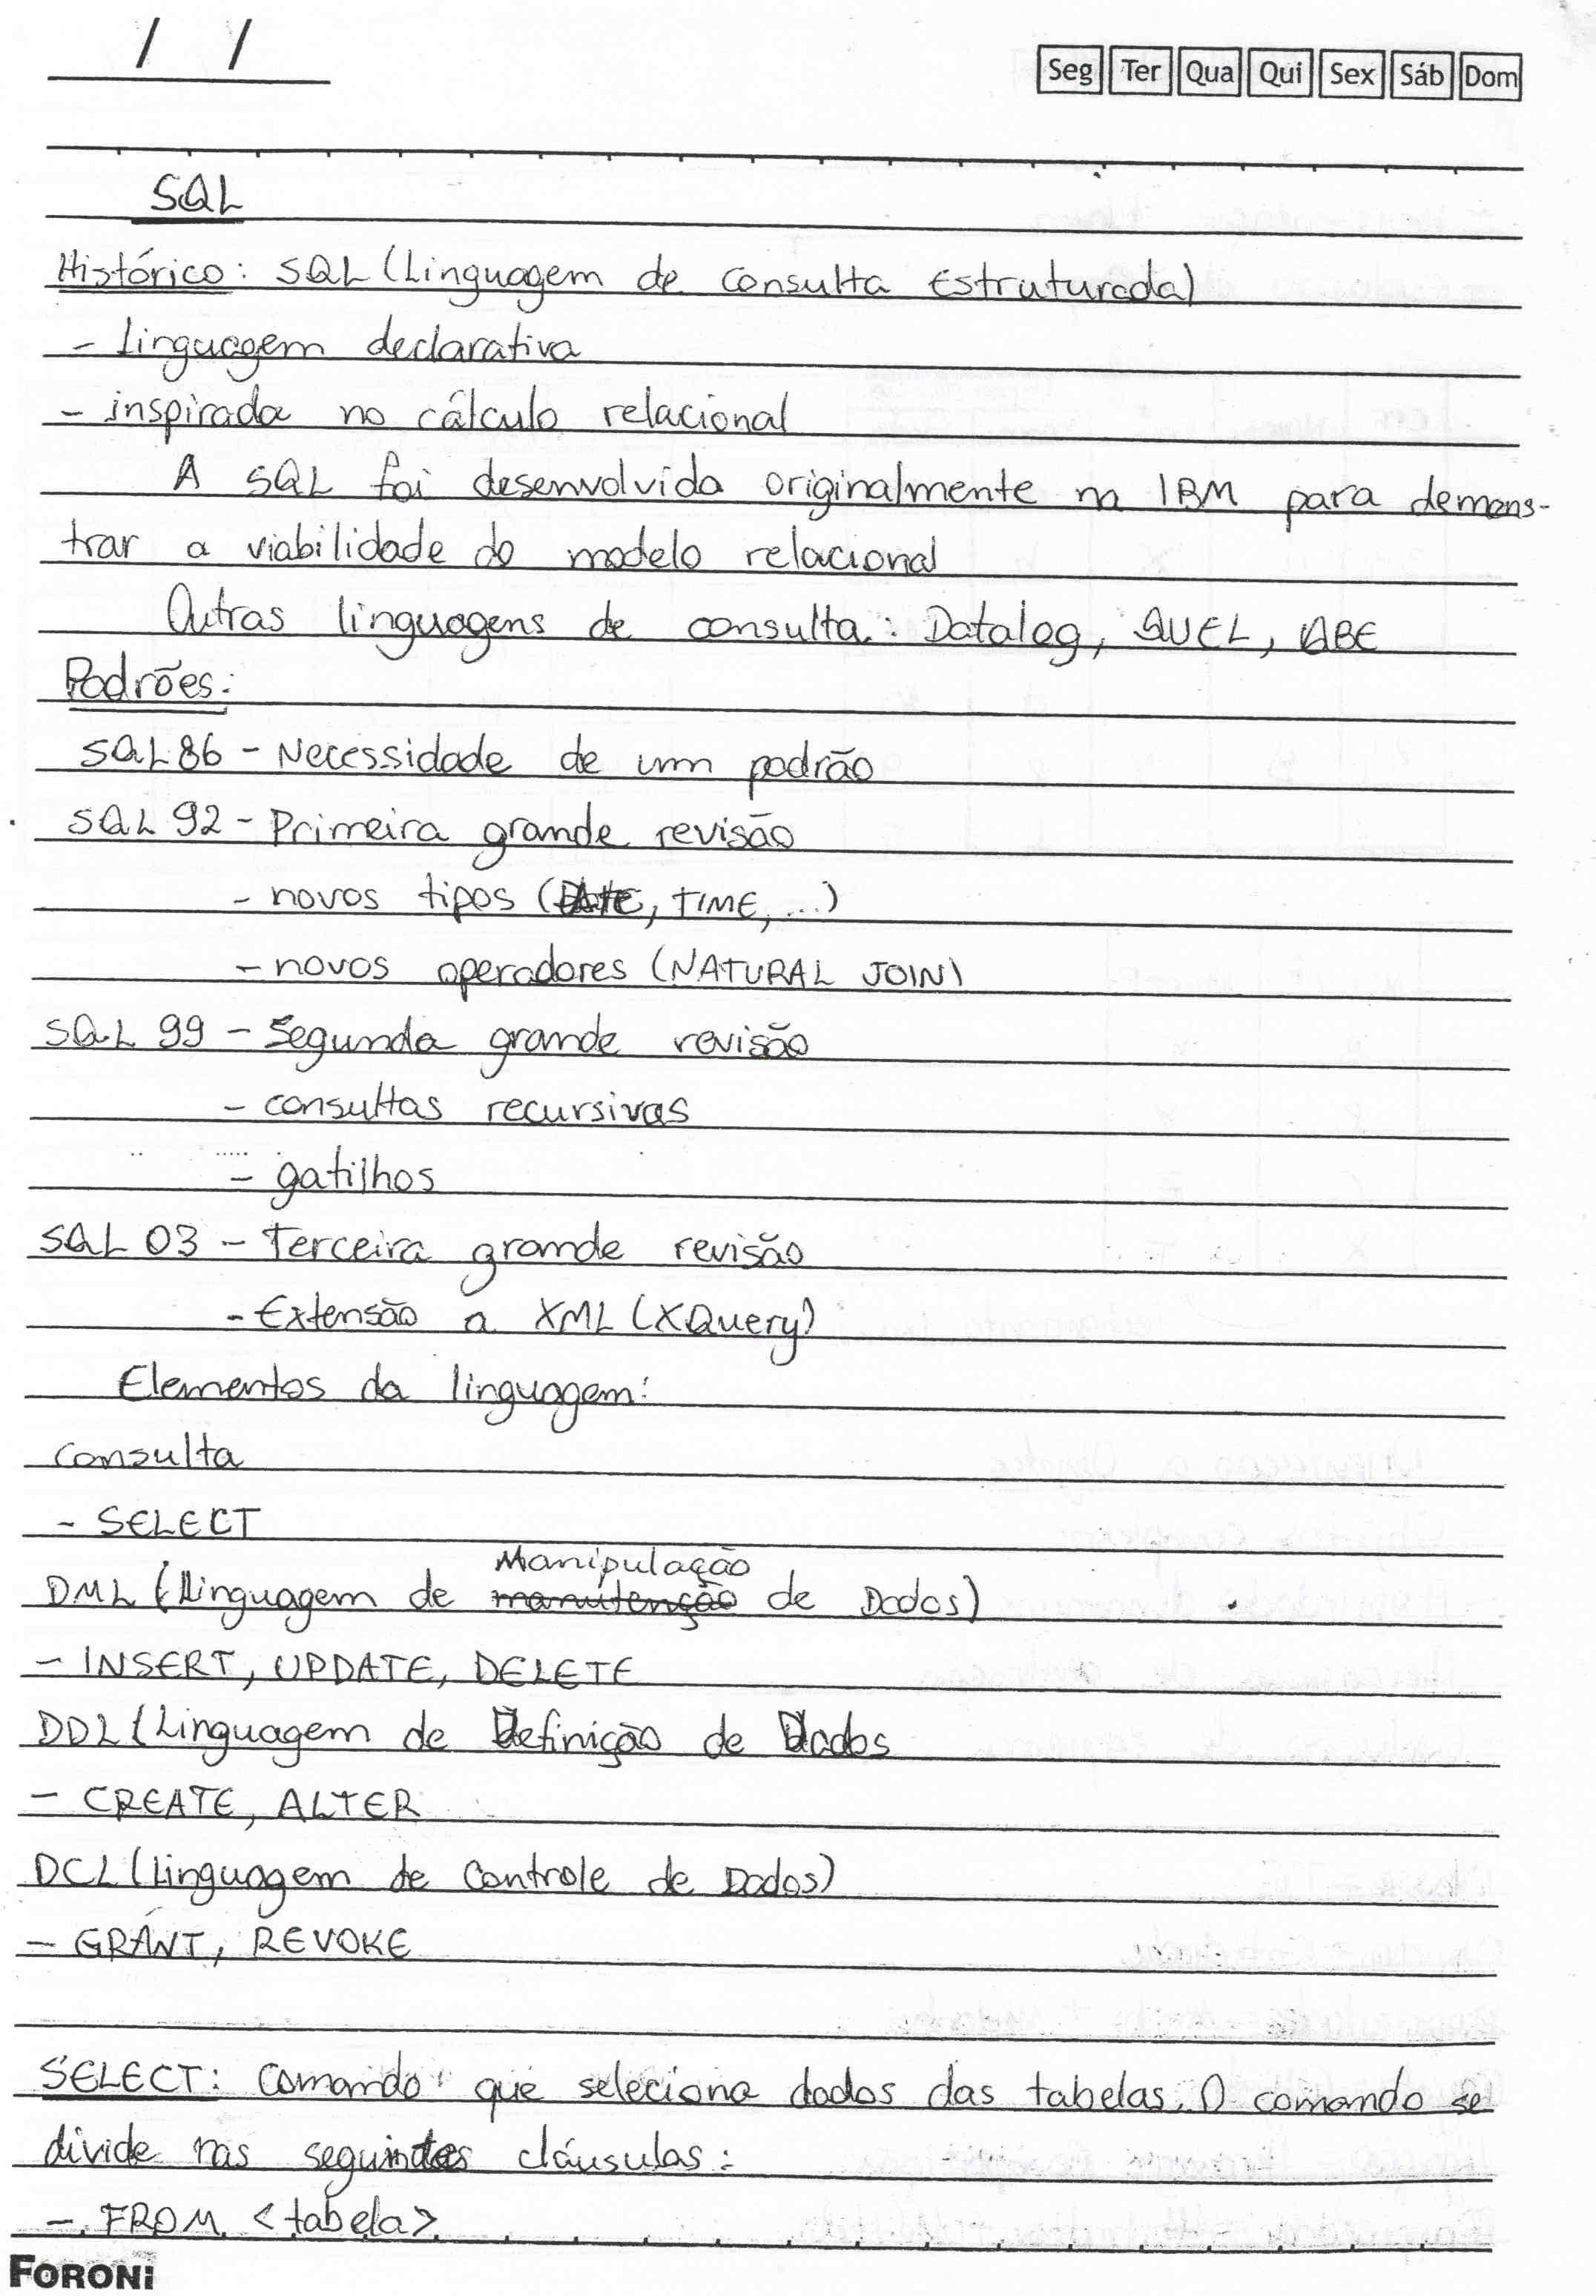 / /
Seg Ter Qua Qui Sex Sáb Dom
SQL
Histórico: SQL (Linguagem de Consulta Estruturada)
- Linguagem declarativa
- inspirada no cálculo relacional
A SQL foi desenvolvida originalmente na IBM para demons-
trar a viabilidade do modelo relacional
Outras linguagens de consulta: Datalog, QUEL, QBE
Padrões:
SQL 86 - Necessidade de um padrão
SQL 92 - Primeira grande revisão
- novos tipos (DATE, TIME, ...)
- novos operadores (NATURAL JOIN)
SQL 99 - Segunda grande revisão
- consultas recursivas
- gatilhos
SQL 03 - Terceira grande revisão
- Extensão a XML (XQuery)
Elementos da linguagem:
Consulta
- SELECT
Manipulação
DML (Linguagem de manutenção de Dados)
- INSERT, UPDATE, DELETE
DDL (Linguagem de Definição de Dados
- CREATE, ALTER
DCL (Linguagem de Controle de Dados)
- GRANT, REVOKE
SELECT: Comando que seleciona dados das tabelas. O comando se
divide nas seguintes cláusulas:
- FROM <tabela>
FORONI